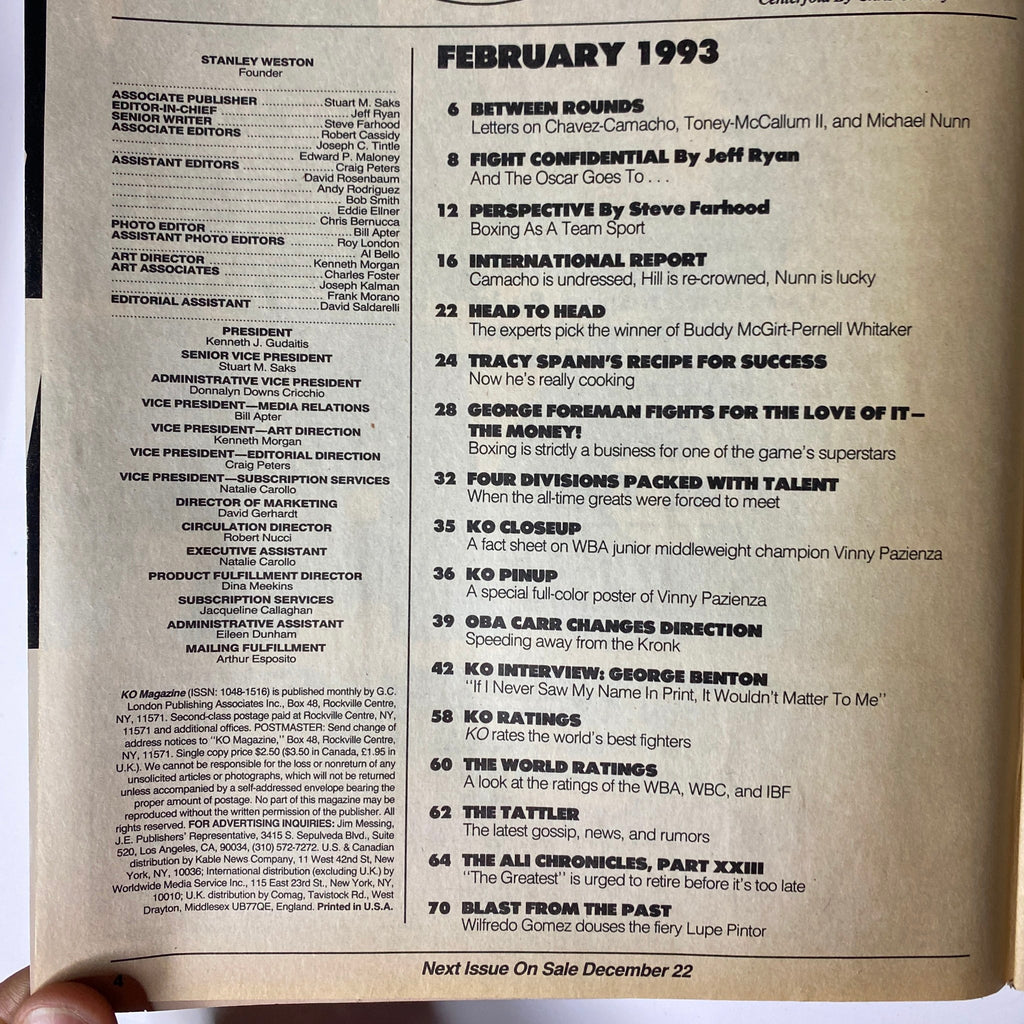 Centerfold By
STANLEY WESTON
Founder
ASSOCIATE PUBLISHER ..........Stuart M. Saks
EDITOR-IN-CHIEF ..........Jeff Ryan
SENIOR WRITER ..........Steve Farhood
ASSOCIATE EDITORS ..........Robert Cassidy
Joseph C. Tintle
Edward P. Maloney
ASSISTANT EDITORS ..........Craig Peters
David Rosenbaum
Andy Rodriguez
Bob Smith
Eddie Ellner
Chris Bernucca
PHOTO EDITOR ..........Bill Apter
ASSISTANT PHOTO EDITORS ..........Roy London
Al Bello
ART DIRECTOR ..........Kenneth Morgan
ART ASSOCIATES ..........Charles Foster
Joseph Kalman
Frank Morano
EDITORIAL ASSISTANT ..........David Saldarelli
PRESIDENT
Kenneth J. Gudaitis
SENIOR VICE PRESIDENT
Stuart M. Saks
ADMINISTRATIVE VICE PRESIDENT
Donnalyn Downs Cricchio
VICE PRESIDENT—MEDIA RELATIONS
Bill Apter
VICE PRESIDENT—ART DIRECTION
Kenneth Morgan
VICE PRESIDENT—EDITORIAL DIRECTION
Craig Peters
VICE PRESIDENT—SUBSCRIPTION SERVICES
Natalie Carollo
DIRECTOR OF MARKETING
David Gerhardt
CIRCULATION DIRECTOR
Robert Nucci
EXECUTIVE ASSISTANT
Natalie Carollo
PRODUCT FULFILLMENT DIRECTOR
Dina Meekins
SUBSCRIPTION SERVICES
Jacqueline Callaghan
ADMINISTRATIVE ASSISTANT
Eileen Dunham
MAILING FULFILLMENT
Arthur Esposito
KO Magazine (ISSN: 1048-1516) is published monthly by G.C.
London Publishing Associates Inc., Box 48, Rockville Centre,
NY, 11571. Second-class postage paid at Rockville Centre, NY,
11571 and additional offices. POSTMASTER: Send change of
address notices to "KO Magazine," Box 48, Rockville Centre,
NY, 11571. Single copy price $2.50 ($3.50 in Canada, £1.95 in
U.K.). We cannot be responsible for the loss or nonreturn of any
unsolicited articles or photographs, which will not be returned
unless accompanied by a self-addressed envelope bearing the
proper amount of postage. No part of this magazine may be
reproduced without the written permission of the publisher. All
rights reserved. FOR ADVERTISING INQUIRIES: Jim Messing,
J.E. Publishers' Representative, 3415 S. Sepulveda Blvd., Suite
520, Los Angeles, CA, 90034, (310) 572-7272. U.S. & Canadian
distribution by Kable News Company, 11 West 42nd St, New
York, NY, 10036; International distribution (excluding U.K.) by
Worldwide Media Service Inc., 115 East 23rd St., New York, NY,
10010; U.K. distribution by Comag, Tavistock Rd., West
Drayton, Middlesex UB77QE, England. Printed in U.S.A.
FEBRUARY 1993
6 BETWEEN ROUNDS
Letters on Chavez-Camacho, Toney-McCallum II, and Michael Nunn
8 FIGHT CONFIDENTIAL By Jeff Ryan
And The Oscar Goes To . . .
12 PERSPECTIVE By Steve Farhood
Boxing As A Team Sport
16 INTERNATIONAL REPORT
Camacho is undressed, Hill is re-crowned, Nunn is lucky
22 HEAD TO HEAD
The experts pick the winner of Buddy McGirt-Pernell Whitaker
24 TRACY SPANN'S RECIPE FOR SUCCESS
Now he's really cooking
28 GEORGE FOREMAN FIGHTS FOR THE LOVE OF IT—
THE MONEY!
Boxing is strictly a business for one of the game's superstars
32 FOUR DIVISIONS PACKED WITH TALENT
When the all-time greats were forced to meet
35 KO CLOSEUP
A fact sheet on WBA junior middleweight champion Vinny Pazienza
36 KO PINUP
A special full-color poster of Vinny Pazienza
39 OBA CARR CHANGES DIRECTION
Speeding away from the Kronk
42 KO INTERVIEW: GEORGE BENTON
"If I Never Saw My Name In Print, It Wouldn't Matter To Me"
58 KO RATINGS
KO rates the world's best fighters
60 THE WORLD RATINGS
A look at the ratings of the WBA, WBC, and IBF
62 THE TATTLER
The latest gossip, news, and rumors
64 THE ALI CHRONICLES, PART XXIII
"The Greatest" is urged to retire before it's too late
70 BLAST FROM THE PAST
Wilfredo Gomez douses the fiery Lupe Pintor
4
Next Issue On Sale December 22